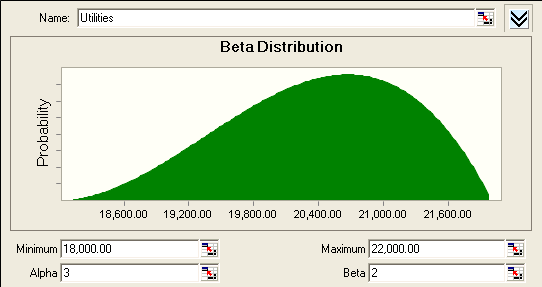 Name: Utilities
Beta Distribution
Probability
18,600.00 19,200.00 19,800.00 20,400.00 21,000.00 21,600.00
Minimum 18,000.00 Maximum 22,000.00
Alpha 3 Beta 2